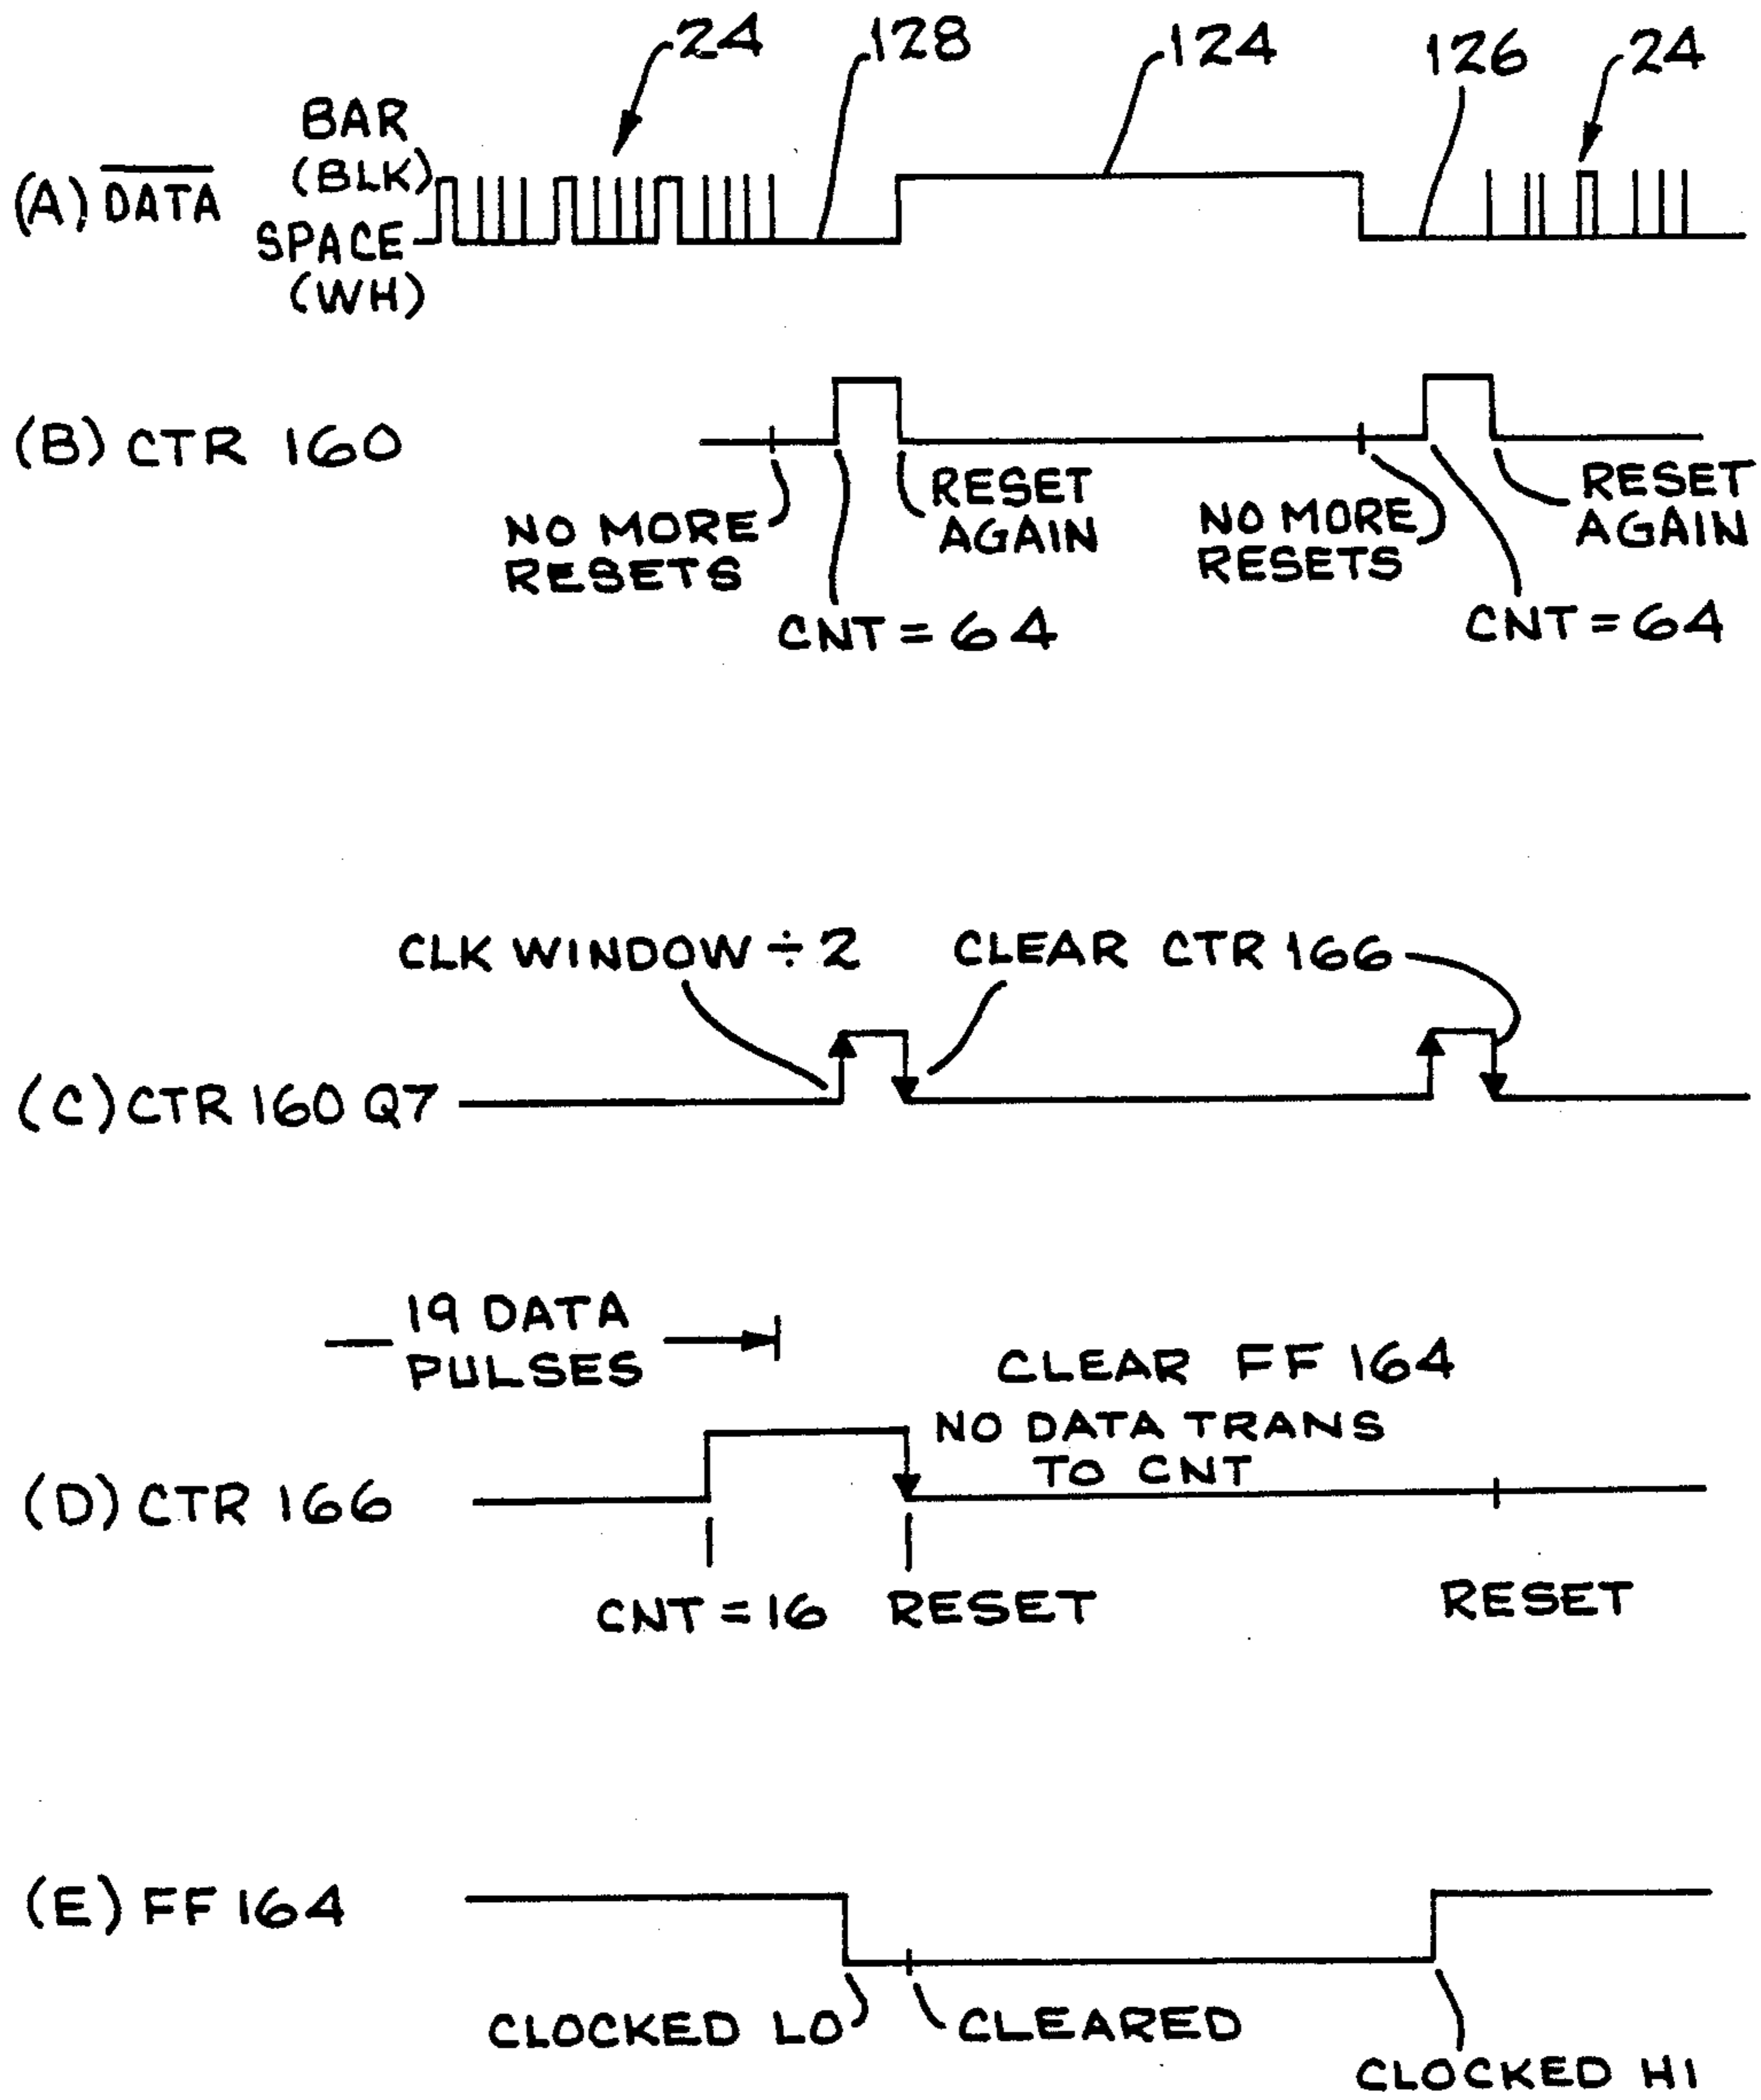 24 128 124 126 24
BAR
(BLK)
(A) DATA
SPACE
(WH)
(B) CTR 160
NO MORE
RESETS
RESET
AGAIN
CNT = 64
NO MORE
RESETS
RESET
AGAIN
CNT = 64
CLK WINDOW ÷ 2
CLEAR CTR 166
(C) CTR 160 Q7
19 DATA
PULSES
CLEAR FF 164
NO DATA TRANS
TO CNT
(D) CTR 166
CNT = 16
RESET
RESET
(E) FF 164
CLOCKED LO
CLEARED
CLOCKED HI